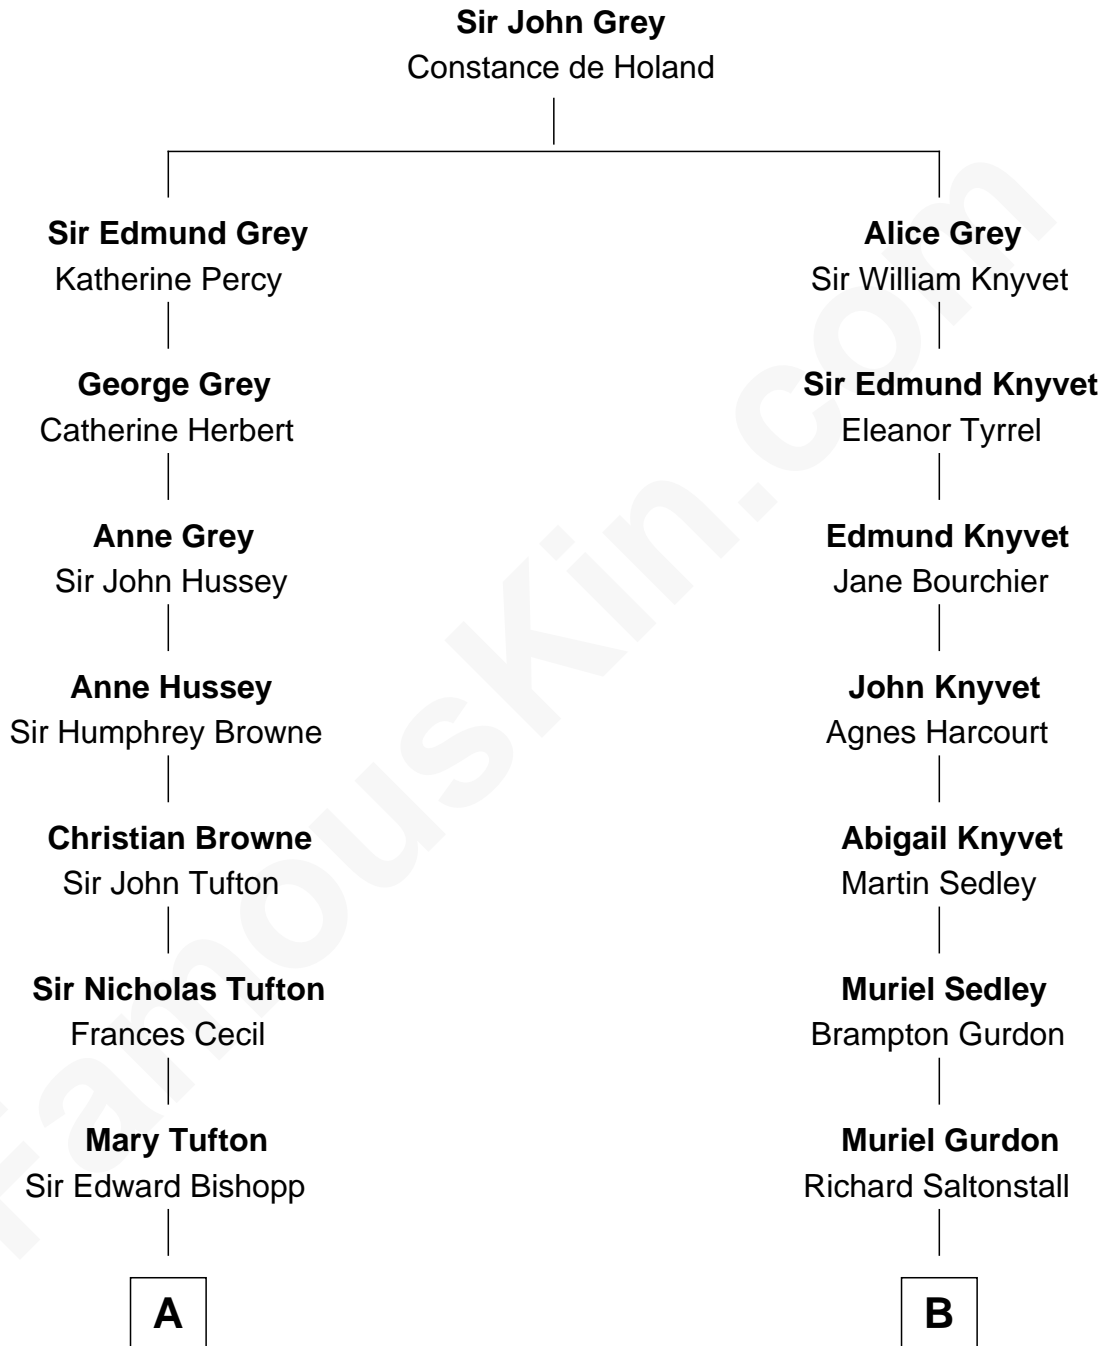 Sir John Grey
Constance de Holand
Sir Edmund Grey
Katherine Percy
Alice Grey
Sir William Knyvet
George Grey
Catherine Herbert
Sir Edmund Knyvet
Eleanor Tyrrel
Anne Grey
Sir John Hussey
Edmund Knyvet
Jane Bourchier
Anne Hussey
Sir Humphrey Browne
John Knyvet
Agnes Harcourt
Christian Browne
Sir John Tufton
Abigail Knyvet
Martin Sedley
Sir Nicholas Tufton
Frances Cecil
Muriel Sedley
Brampton Gurdon
Mary Tufton
Sir Edward Bishopp
Muriel Gurdon
Richard Saltonstall
A
B
FamousKin.com